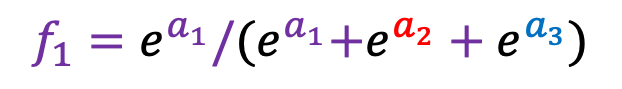 f₁ = e^{a₁}/(e^{a₁}+e^{a₂} + e^{a₃})